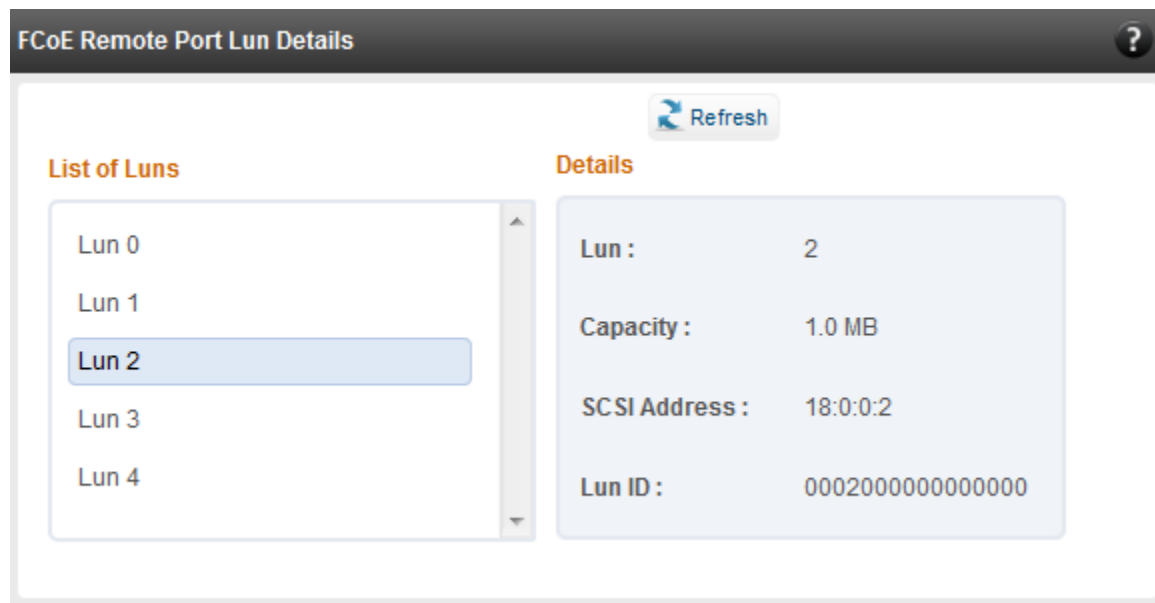 FCoE Remote Port Lun Details
?
Refresh
List of Luns
Lun 0
Lun 1
Lun 2
Lun 3
Lun 4
Details
Lun : 2
Capacity : 1.0 MB
SCSI Address : 18:0:0:2
Lun ID : 0002000000000000